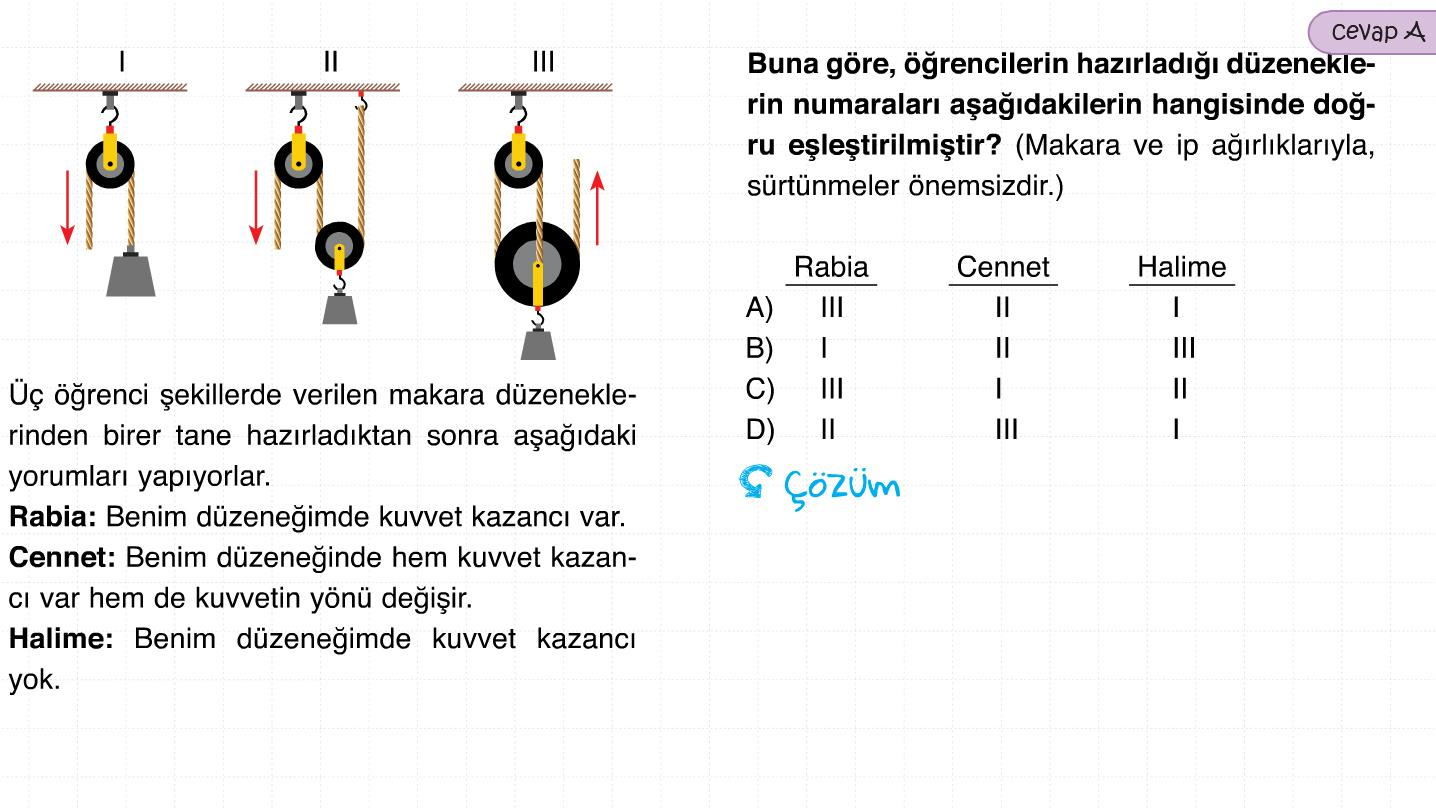 I II III
Üç öğrenci şekillerde verilen makara düzenekle-
rinden birer tane hazırladıktan sonra aşağıdaki
yorumları yapıyorlar.
Rabia: Benim düzeneğimde kuvvet kazancı var.
Cennet: Benim düzeneğinde hem kuvvet kazan-
cı var hem de kuvvetin yönü değişir.
Halime: Benim düzeneğimde kuvvet kazancı
yok.
Cevap A
Buna göre, öğrencilerin hazırladığı düzenekle-
rin numaraları aşağıdakilerin hangisinde doğ-
ru eşleştirilmiştir? (Makara ve ip ağırlıklarıyla,
sürtünmeler önemsizdir.)
Rabia Cennet Halime
A) III II I
B) I II III
C) III I II
D) II III I
Çözüm